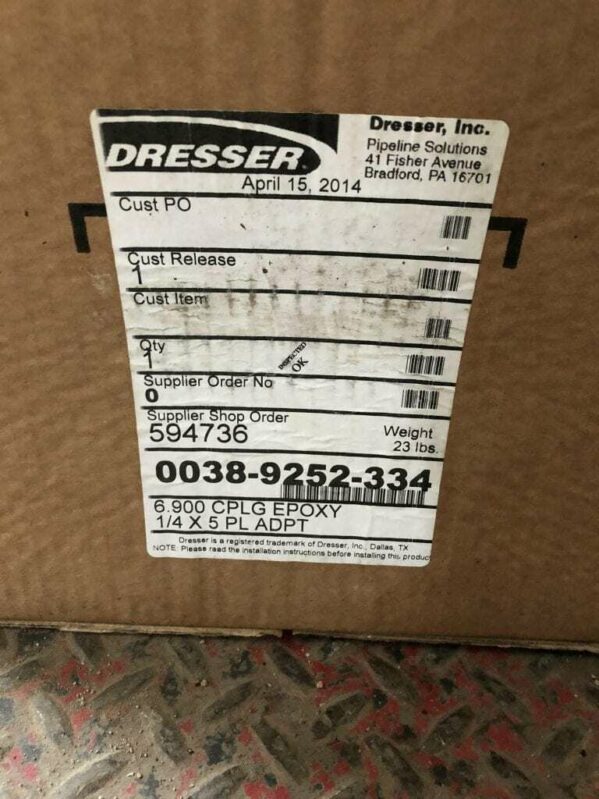 DRESSER
Dresser, Inc.
Pipeline Solutions
41 Fisher Avenue
Bradford, PA 16701
April 15, 2014
Cust PO
Cust Release
1
Cust Item
Qty
1
INSPECTED
OK
Supplier Order No
0
Supplier Shop Order
594736
Weight
23 lbs.
0038-9252-334
6.900 CPLG EPOXY
1/4 X 5 PL ADPT
Dresser is a registered trademark of Dresser, Inc., Dallas, TX
NOTE: Please read the installation instructions before installing this product